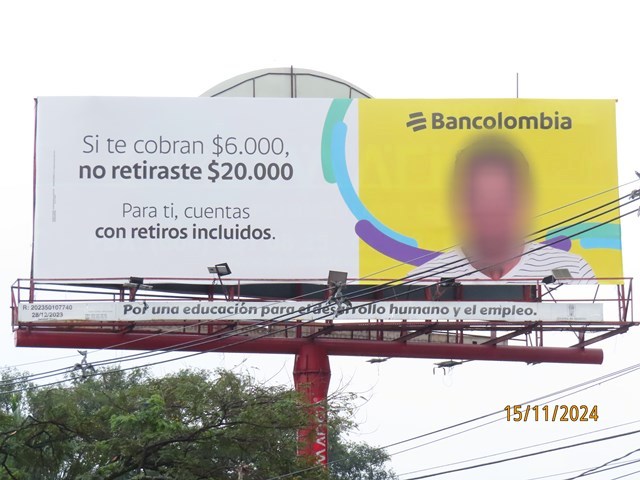 Si te cobran $6.000,
no retiraste $20.000
Para ti, cuentas
con retiros incluidos.
Bancolombia
R: 202350107740
28/12/2023
Por una educación para el desarrollo humano y el empleo.
15/11/2024